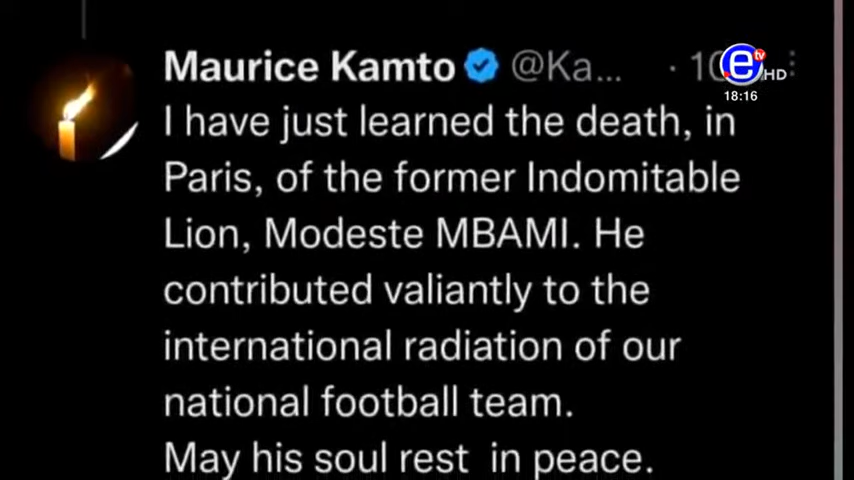 Maurice Kamto @Ka...
e tv HD
18:16
I have just learned the death, in
Paris, of the former Indomitable
Lion, Modeste MBAMI. He
contributed valiantly to the
international radiation of our
national football team.
May his soul rest in peace.